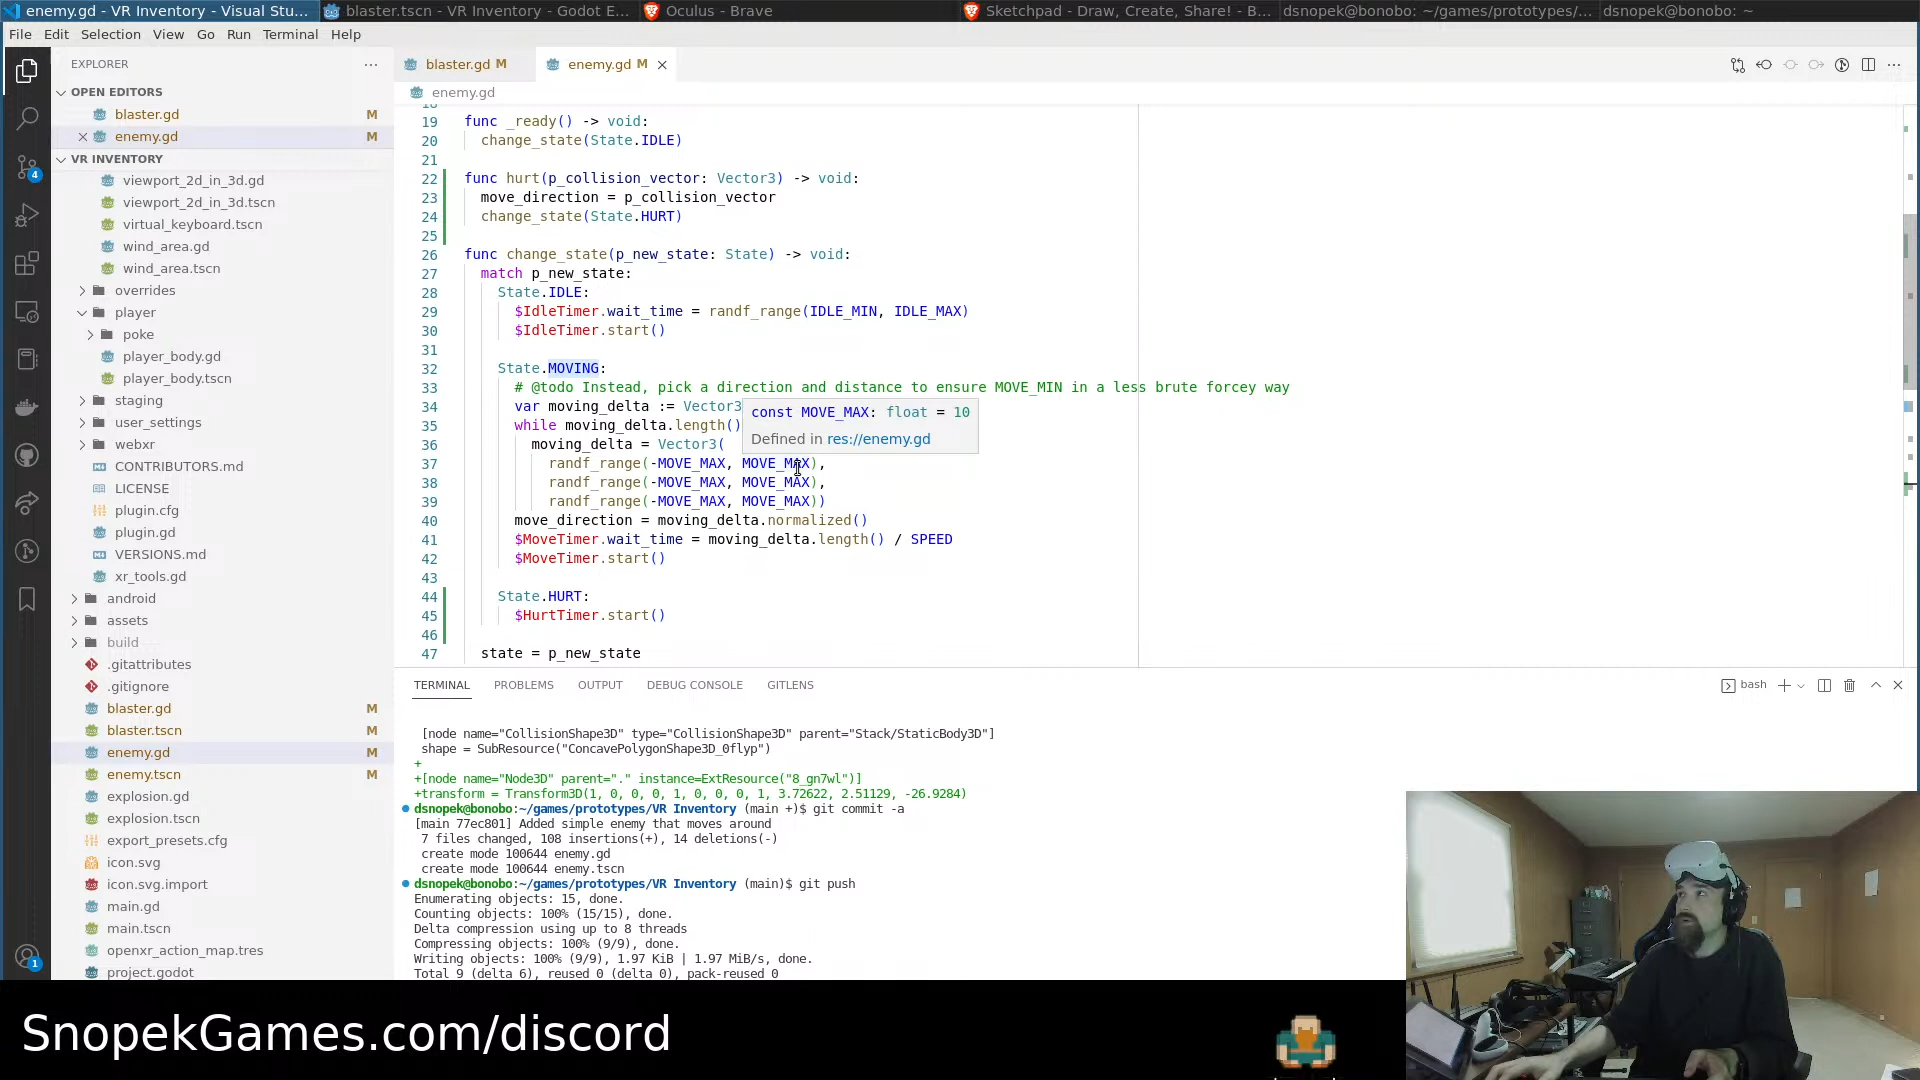 enemy.gd - VR Inventory - Visual Stu...
blaster.tscn - VR Inventory - Godot E...
Oculus - Brave
Sketchpad - Draw, Create, Share! - B...
dsnopek@bonobo: ~/games/prototypes/...
dsnopek@bonobo: ~
File Edit Selection View Go Run Terminal Help
EXPLORER
blaster.gd M
enemy.gd M
OPEN EDITORS
blaster.gd M
enemy.gd M
VR INVENTORY
viewport_2d_in_3d.gd
viewport_2d_in_3d.tscn
virtual_keyboard.tscn
wind_area.gd
wind_area.tscn
overrides
player
poke
player_body.gd
player_body.tscn
staging
user_settings
webxr
CONTRIBUTORS.md
LICENSE
plugin.cfg
plugin.gd
VERSIONS.md
xr_tools.gd
android
assets
build
.gitattributes
.gitignore
blaster.gd M
blaster.tscn M
enemy.gd M
enemy.tscn M
explosion.gd
explosion.tscn
export_presets.cfg
icon.svg
icon.svg.import
main.gd
main.tscn
openxr_action_map.tres
project.godot
4
1
enemy.gd
18
19 func _ready() -> void:
20 change_state(State.IDLE)
21
22 func hurt(p_collision_vector: Vector3) -> void:
23 move_direction = p_collision_vector
24 change_state(State.HURT)
25
26 func change_state(p_new_state: State) -> void:
27 match p_new_state:
28 State.IDLE:
29 $IdleTimer.wait_time = randf_range(IDLE_MIN, IDLE_MAX)
30 $IdleTimer.start()
31
32 State.MOVING:
33 # @todo Instead, pick a direction and distance to ensure MOVE_MIN in a less brute forcey way
34 var moving_delta := Vector3
35 while moving_delta.length()
36 moving_delta = Vector3(
37 randf_range(-MOVE_MAX, MOVE_MAX),
38 randf_range(-MOVE_MAX, MOVE_MAX),
39 randf_range(-MOVE_MAX, MOVE_MAX))
40 move_direction = moving_delta.normalized()
41 $MoveTimer.wait_time = moving_delta.length() / SPEED
42 $MoveTimer.start()
43
44 State.HURT:
45 $HurtTimer.start()
46
47 state = p_new_state
const MOVE_MAX: float = 10
Defined in res://enemy.gd
TERMINAL PROBLEMS OUTPUT DEBUG CONSOLE GITLENS
bash
[node name="CollisionShape3D" type="CollisionShape3D" parent="Stack/StaticBody3D"]
shape = SubResource("ConcavePolygonShape3D_0flyp")
+
+[node name="Node3D" parent="." instance=ExtResource("8_gn7wl")]
+transform = Transform3D(1, 0, 0, 0, 1, 0, 0, 0, 1, 3.72622, 2.51129, -26.9284)
dsnopek@bonobo:~/games/prototypes/VR Inventory (main +)$ git commit -a
[main 77ec801] Added simple enemy that moves around
7 files changed, 108 insertions(+), 14 deletions(-)
create mode 100644 enemy.gd
create mode 100644 enemy.tscn
dsnopek@bonobo:~/games/prototypes/VR Inventory (main)$ git push
Enumerating objects: 15, done.
Counting objects: 100% (15/15), done.
Delta compression using up to 8 threads
Compressing objects: 100% (9/9), done.
Writing objects: 100% (9/9), 1.97 KiB | 1.97 MiB/s, done.
Total 9 (delta 6), reused 0 (delta 0), pack-reused 0
SnopekGames.com/discord